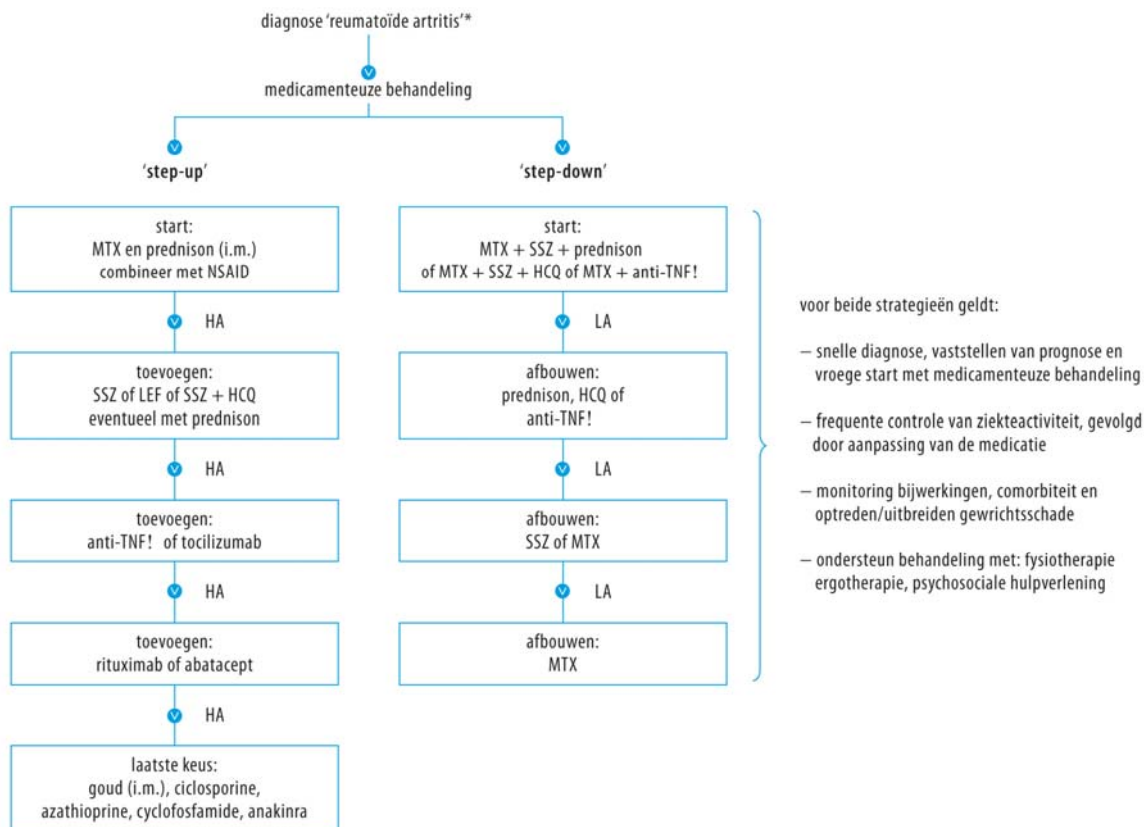 diagnose ‘reumatoïde artritis’*
medicamenteuze behandeling
‘step-up’
start:
MTX en prednison (i.m.)
combineer met NSAID
HA
toevoegen:
SSZ of LEF of SSZ + HCQ
eventueel met prednison
HA
toevoegen:
anti-TNF! of tocilizumab
HA
toevoegen:
rituximab of abatacept
HA
laatste keus:
goud (i.m.), ciclosporine,
azathioprine, cyclofosfamide, anakinra
‘step-down’
start:
MTX + SSZ + prednison
of MTX + SSZ + HCQ of MTX + anti-TNF!
LA
afbouwen:
prednison, HCQ of
anti-TNF!
LA
afbouwen:
SSZ of MTX
LA
afbouwen:
MTX
voor beide strategieën geldt:
– snelle diagnose, vaststellen van prognose en
vroege start met medicamenteuze behandeling
– frequente controle van ziekteactiviteit, gevolgd
door aanpassing van de medicatie
– monitoring bijwerkingen, comorbiteit en
optreden/uitbreiden gewrichtsschade
– ondersteun behandeling met: fysiotherapie
ergotherapie, psychosociale hulpverlening